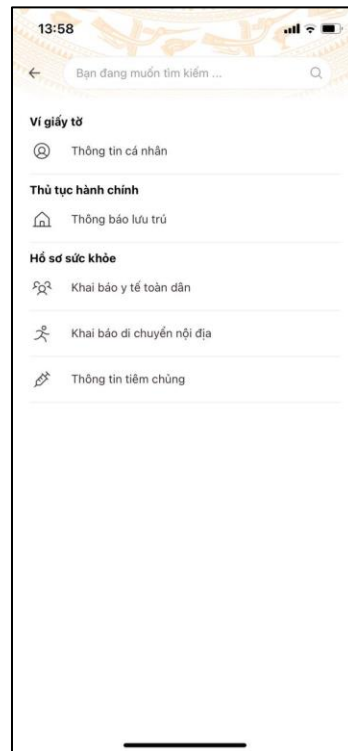 13:58
Bạn đang muốn tìm kiếm ...
Ví giấy tờ
Thông tin cá nhân
Thủ tục hành chính
Thông báo lưu trú
Hồ sơ sức khỏe
Khai báo y tế toàn dân
Khai báo di chuyển nội địa
Thông tin tiêm chủng